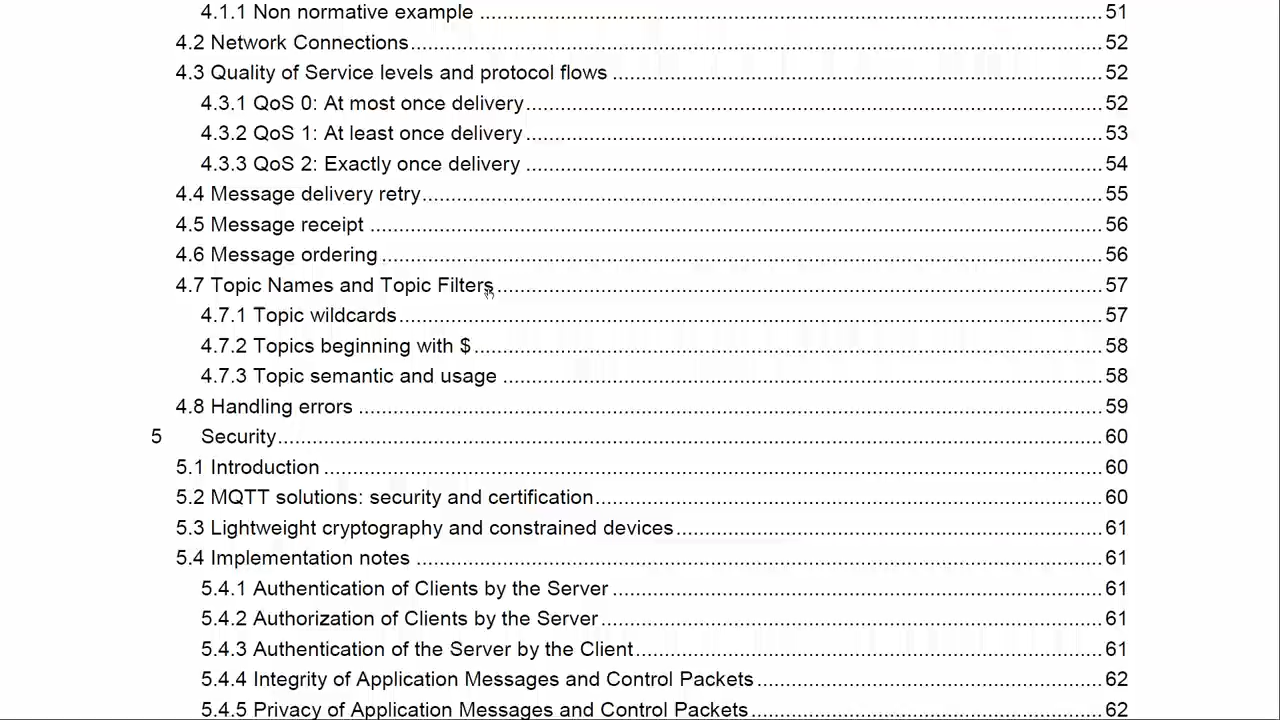 4.1.1 Non normative example ........ 51
4.2 Network Connections ........ 52
4.3 Quality of Service levels and protocol flows ........ 52
4.3.1 QoS 0: At most once delivery ........ 52
4.3.2 QoS 1: At least once delivery ........ 53
4.3.3 QoS 2: Exactly once delivery ........ 54
4.4 Message delivery retry ........ 55
4.5 Message receipt ........ 56
4.6 Message ordering ........ 56
4.7 Topic Names and Topic Filters ........ 57
4.7.1 Topic wildcards ........ 57
4.7.2 Topics beginning with $ ........ 58
4.7.3 Topic semantic and usage ........ 58
4.8 Handling errors ........ 59
5 Security ........ 60
5.1 Introduction ........ 60
5.2 MQTT solutions: security and certification ........ 60
5.3 Lightweight cryptography and constrained devices ........ 61
5.4 Implementation notes ........ 61
5.4.1 Authentication of Clients by the Server ........ 61
5.4.2 Authorization of Clients by the Server ........ 61
5.4.3 Authentication of the Server by the Client ........ 61
5.4.4 Integrity of Application Messages and Control Packets ........ 62
5.4.5 Privacy of Application Messages and Control Packets ........ 62